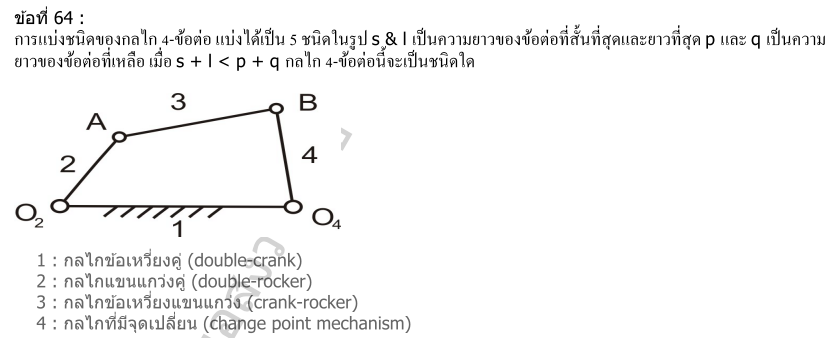 ข้อที่ 64 :
การแบ่งชนิดของกลไก 4-ข้อต่อ แบ่งได้เป็น 5 ชนิดในรูป s & l เป็นความยาวของข้อต่อที่สั้นที่สุดและยาวที่สุด p และ q เป็นความ
ยาวของข้อต่อที่เหลือ เมื่อ s + l < p + q กลไก 4-ข้อต่อนี้จะเป็นชนิดใด
3
A
B
2
4
O2
O4
1
1 : กลไกข้อเหวี่ยงคู่ (double-crank)
2 : กลไกแขนแกว่งคู่ (double-rocker)
3 : กลไกข้อเหวี่ยงแขนแกว่ง (crank-rocker)
4 : กลไกที่มีจุดเปลี่ยน (change point mechanism)